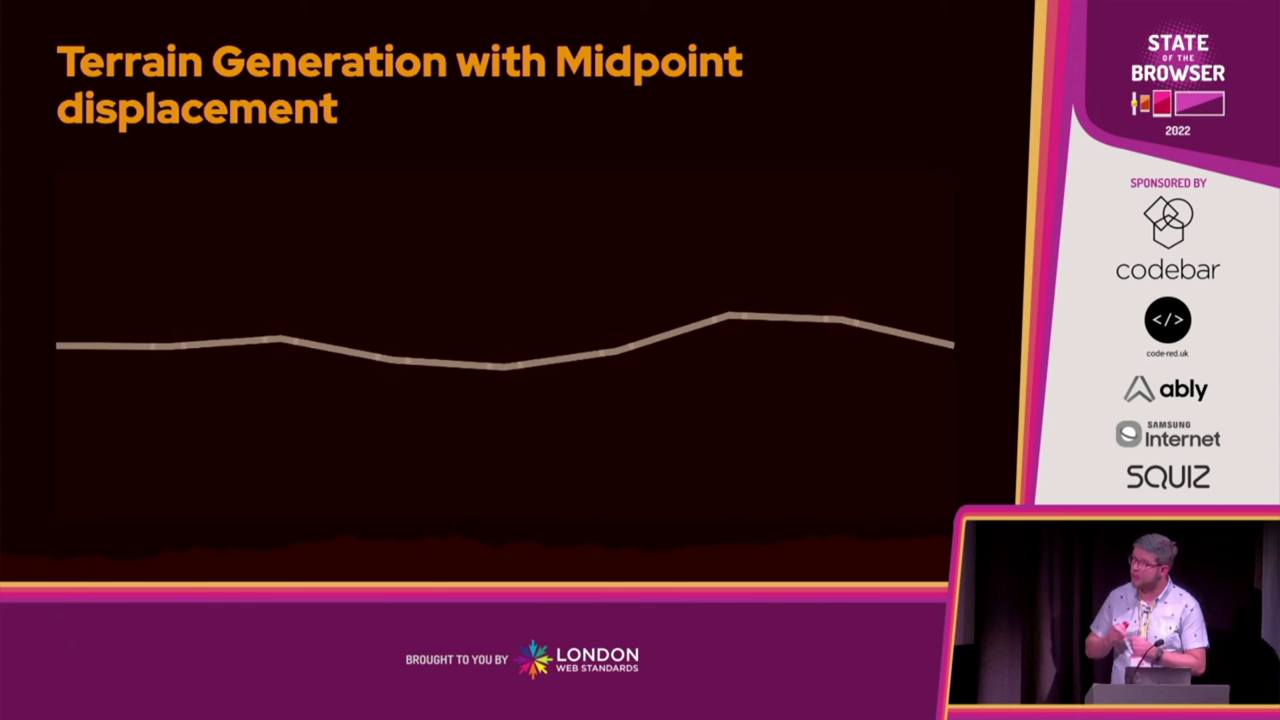 Terrain Generation with Midpoint
displacement
STATE
OF THE
BROWSER
2022
SPONSORED BY
codebar
</>
code-red.uk
ably
SAMSUNG
Internet
SQUIZ
BROUGHT TO YOU BY
LONDON
WEB STANDARDS